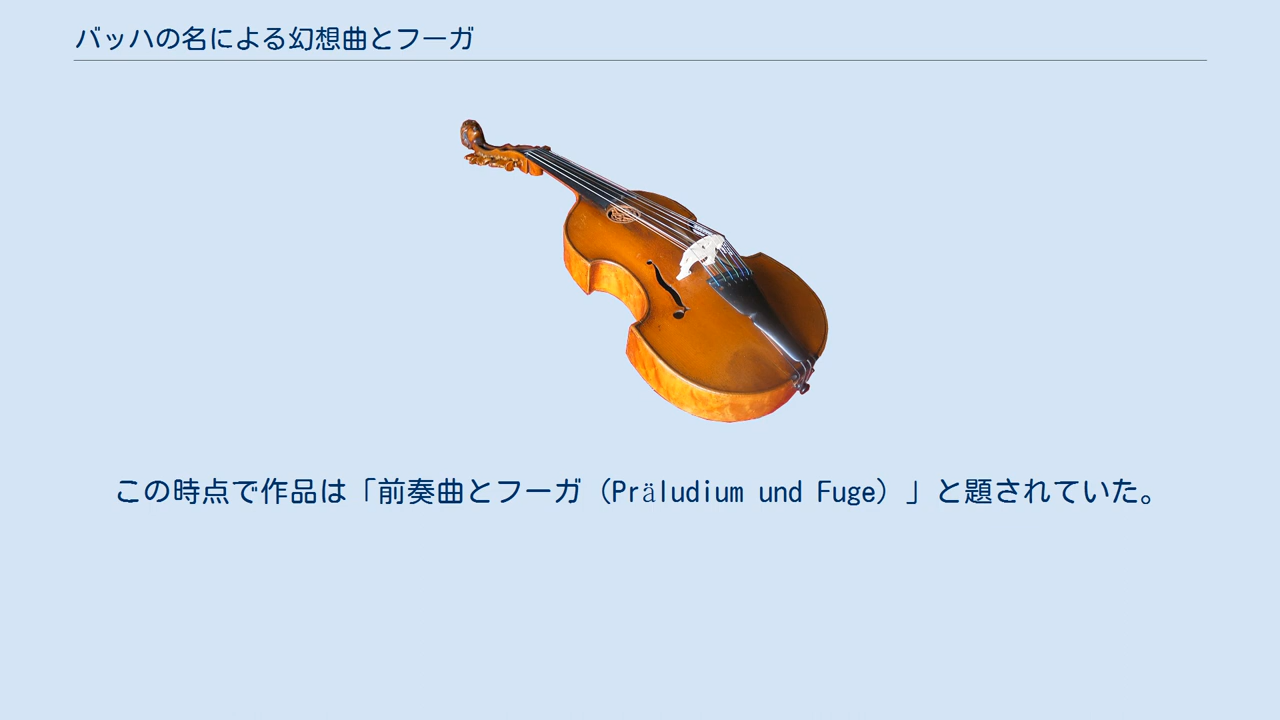 バッハの名による幻想曲とフーガ
この時点で作品は「前奏曲とフーガ（Präludium und Fuge）」と題されていた。